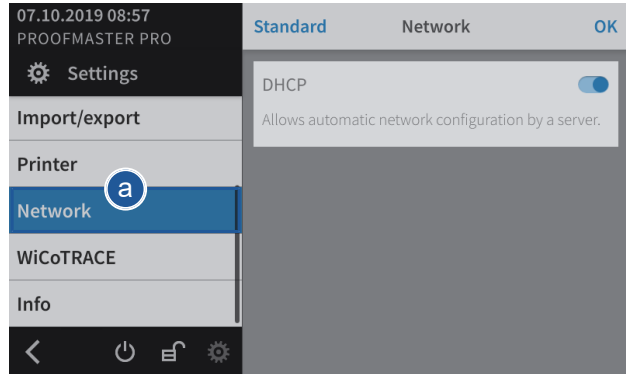 07.10.2019 08:57
PROOFMASTER PRO
Settings
Import/export
Printer
a
Network
WiCoTRACE
Info
Standard
Network
OK
DHCP
Allows automatic network configuration by a server.